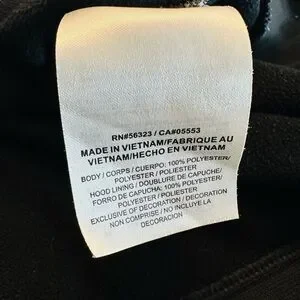 RN#56323 / CA#05553
MADE IN VIETNAM/FABRIQUE AU
VIETNAM/HECHO EN VIETNAM
BODY / CORPS / CUERPO: 100% POLYESTER/
POLYESTER / POLIESTER
HOOD LINING / DOUBLURE DE CAPUCHE/
FORRO DE CAPUCHA: 100% POLYESTER/
POLYESTER / POLIESTER
EXCLUSIVE OF DECORATION / DECORATION
NON COMPRISE / NO INCLUYE LA
DECORACION